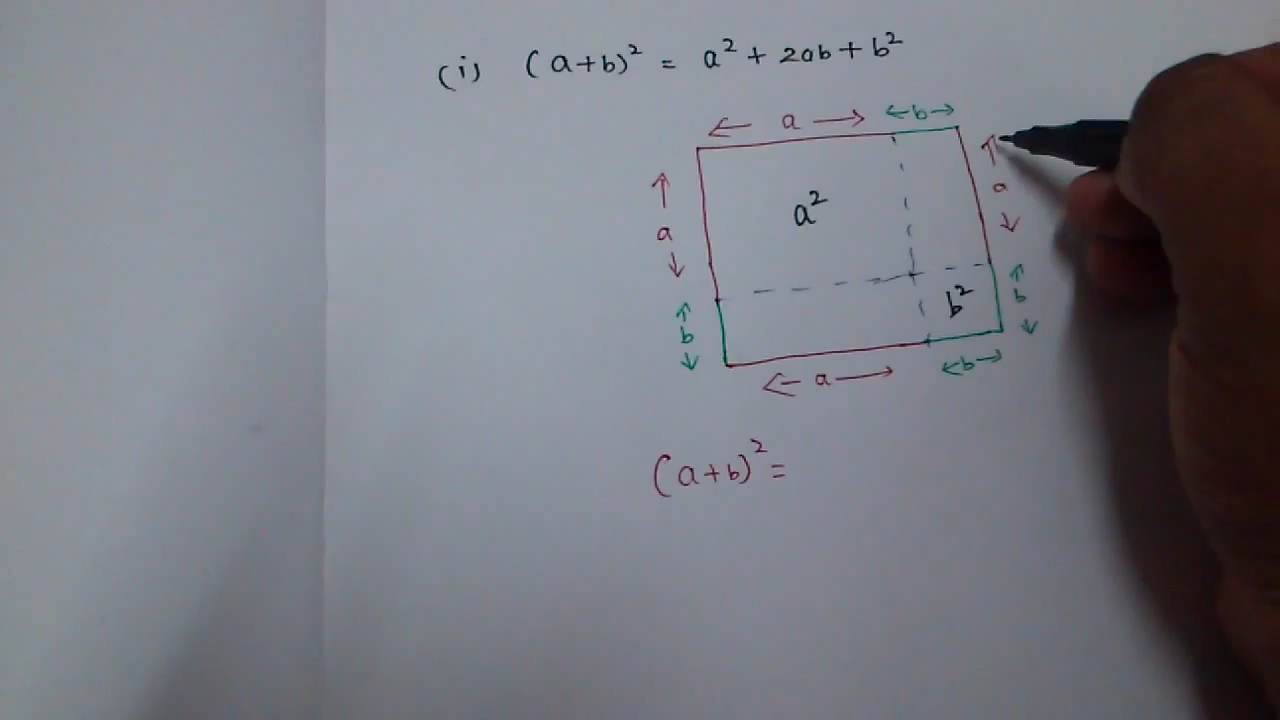 (i) (a+b)² = a² + 2ab + b²
a b
a a² a
b b² b
a b
(a+b)² =